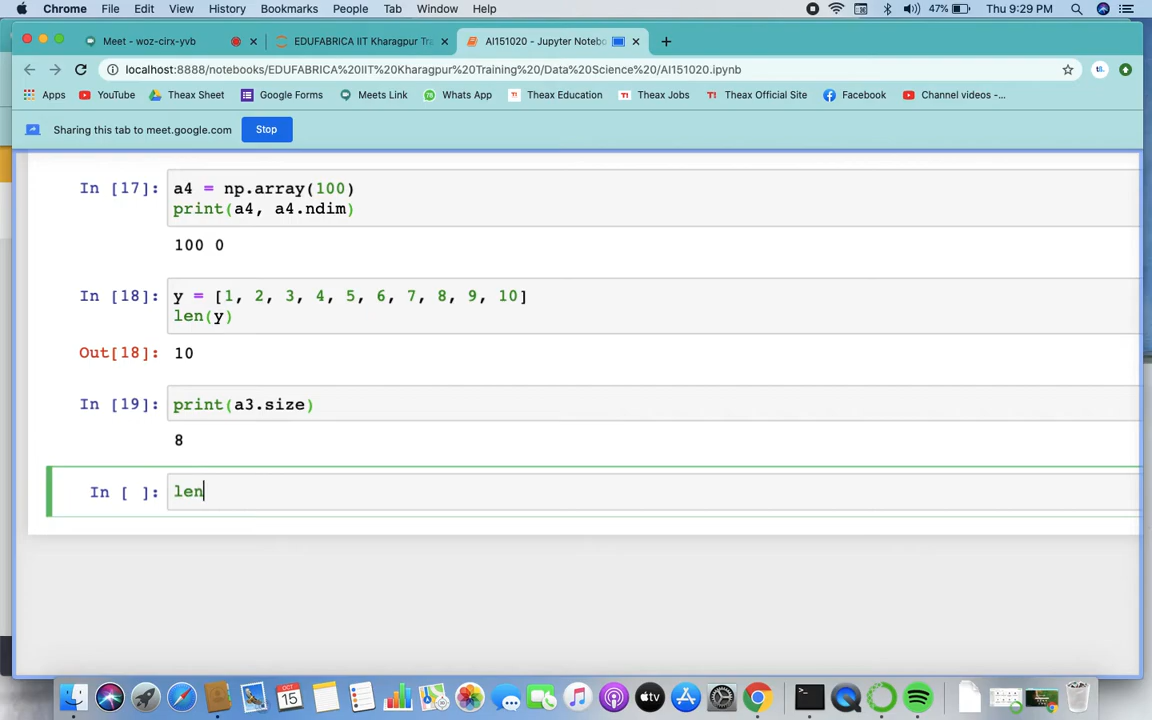 Chrome File Edit View History Bookmarks People Tab Window Help 47% Thu 9:29 PM
Meet - woz-cirx-yvb EDUFABRICA IIT Kharagpur Tra AI151020 - Jupyter Notebo
localhost:8888/notebooks/EDUFABRICA%20IIT%20Kharagpur%20Training%20/Data%20Science%20/AI151020.ipynb
Apps YouTube Theax Sheet Google Forms Meets Link Whats App Theax Education Theax Jobs Theax Official Site Facebook Channel videos -...
Sharing this tab to meet.google.com Stop
In [17]: a4 = np.array(100)
print(a4, a4.ndim)
100 0
In [18]: y = [1, 2, 3, 4, 5, 6, 7, 8, 9, 10]
len(y)
Out[18]: 10
In [19]: print(a3.size)
8
In [ ]: len
OCT
15
tv